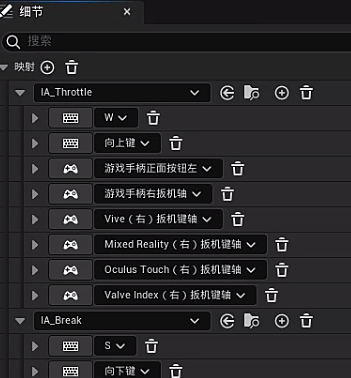 细节
搜索
映射
IA_Throttle
W
向上键
游戏手柄正面按钮左
游戏手柄右扳机轴
Vive（右）扳机键轴
Mixed Reality（右）扳机键轴
Oculus Touch（右）扳机键轴
Valve Index（右）扳机键轴
IA_Break
S
向下键